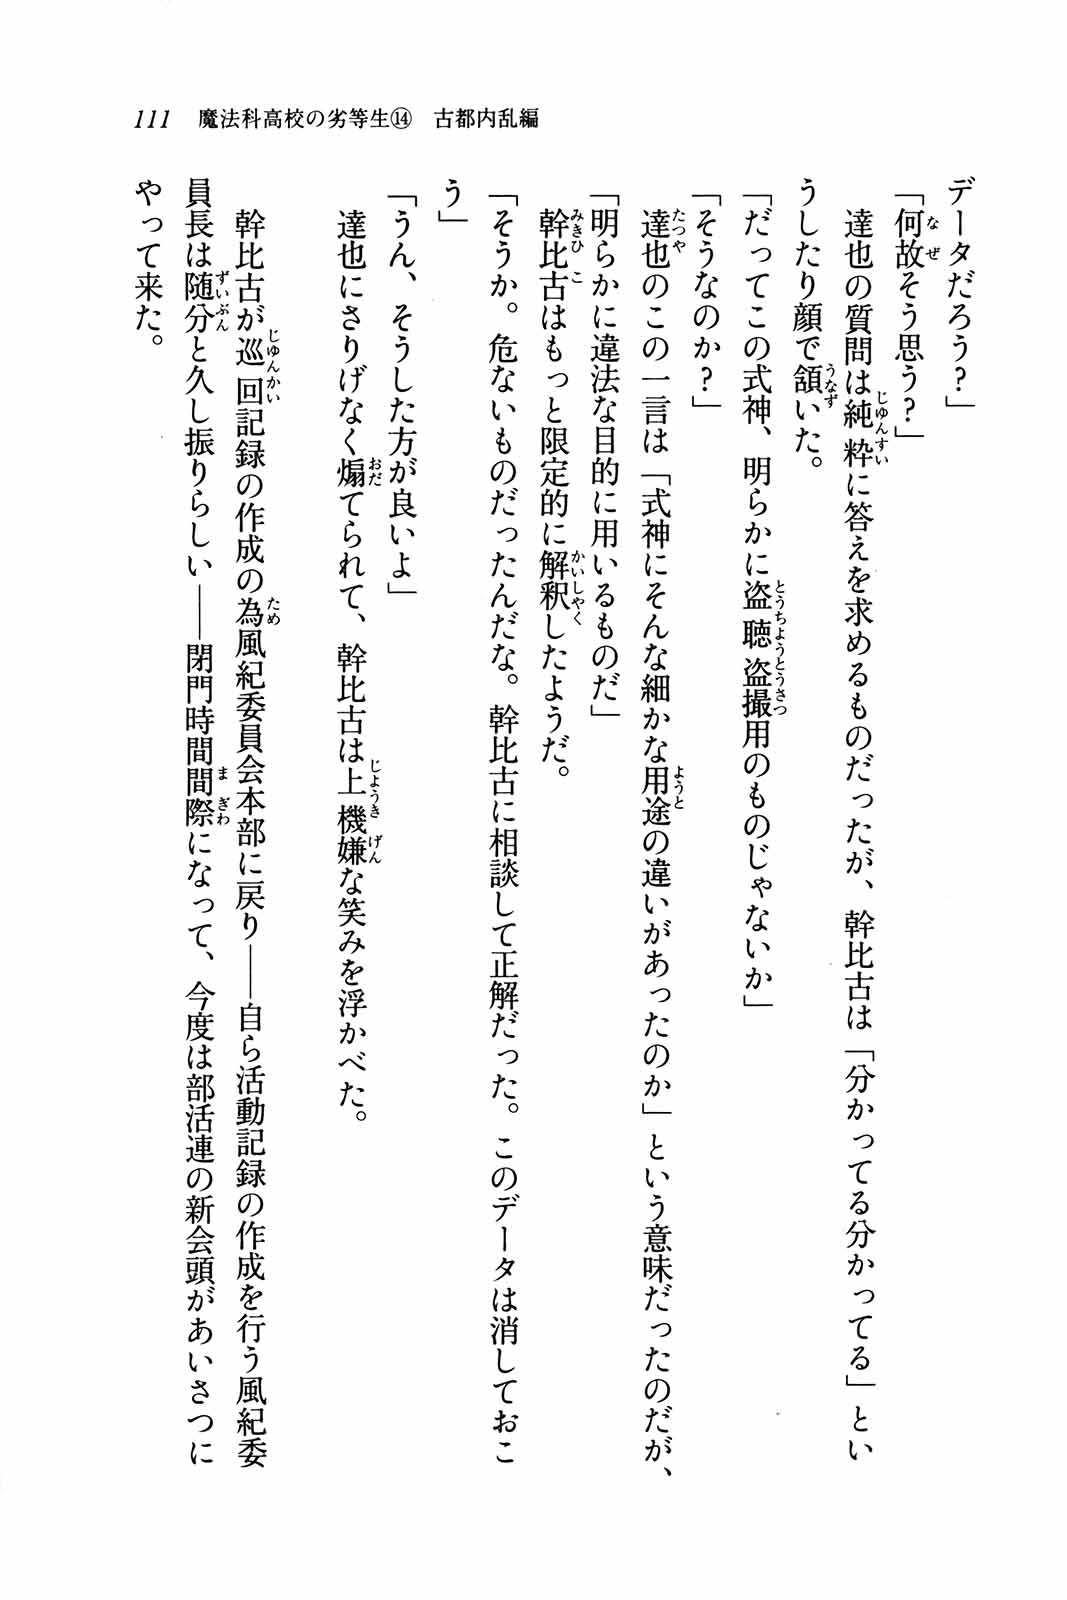 111　魔法科高校の劣等生⑭　古都内乱編
データだろう？」
「何故そう思う？」
　達也の質問は純粋に答えを求めるものだったが、幹比古は「分かってる分かってる」とい
うしたり顔で頷いた。
「だってこの式神、明らかに盗聴盗撮用のものじゃないか」
「そうなのか？」
　達也のこの一言は「式神にそんな細かな用途の違いがあったのか」という意味だったのだが、
「明らかに違法な目的に用いるものだ」
　幹比古はもっと限定的に解釈したようだ。
「そうか。危ないものだったんだな。幹比古に相談して正解だった。このデータは消しておこ
う」
「うん、そうした方が良いよ」
　達也にさりげなく煽てられて、幹比古は上機嫌な笑みを浮かべた。
　幹比古が巡回記録の作成の為風紀委員会本部に戻り――自ら活動記録の作成を行う風紀委
員長は随分と久し振りらしい――閉門時間間際になって、今度は部活連の新会頭があいさつに
やって来た。